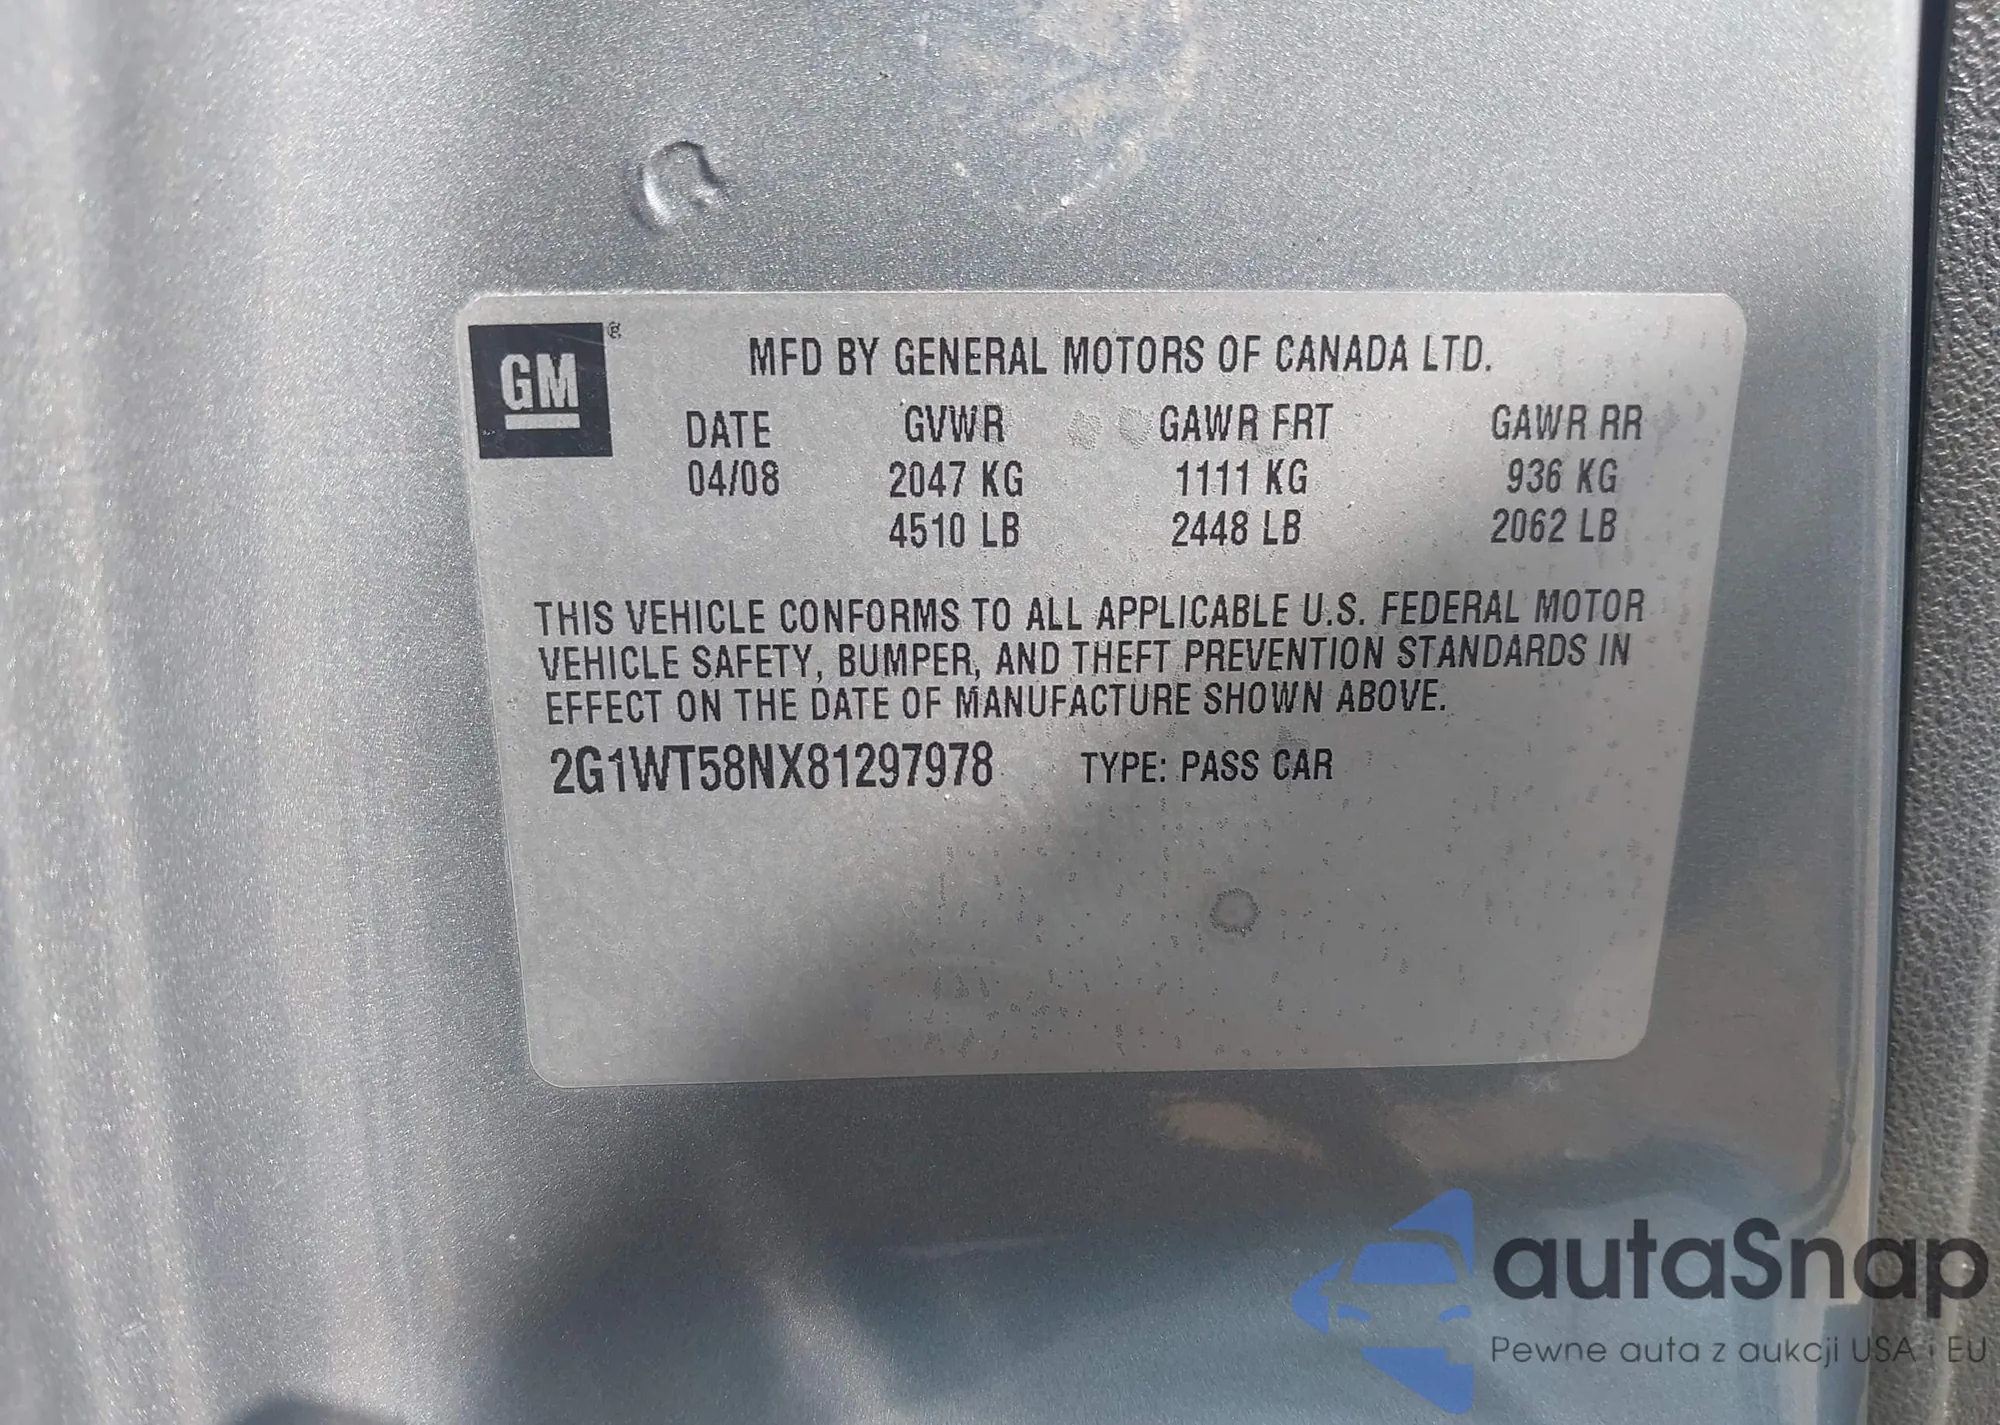 GM ®
MFD BY GENERAL MOTORS OF CANADA LTD.
DATE GVWR GAWR FRT GAWR RR
04/08 2047 KG 1111 KG 936 KG
4510 LB 2448 LB 2062 LB
THIS VEHICLE CONFORMS TO ALL APPLICABLE U.S. FEDERAL MOTOR
VEHICLE SAFETY, BUMPER, AND THEFT PREVENTION STANDARDS IN
EFFECT ON THE DATE OF MANUFACTURE SHOWN ABOVE.
2G1WT58NX81297978 TYPE: PASS CAR
autaSnap
Pewne auta z aukcji USA i EU